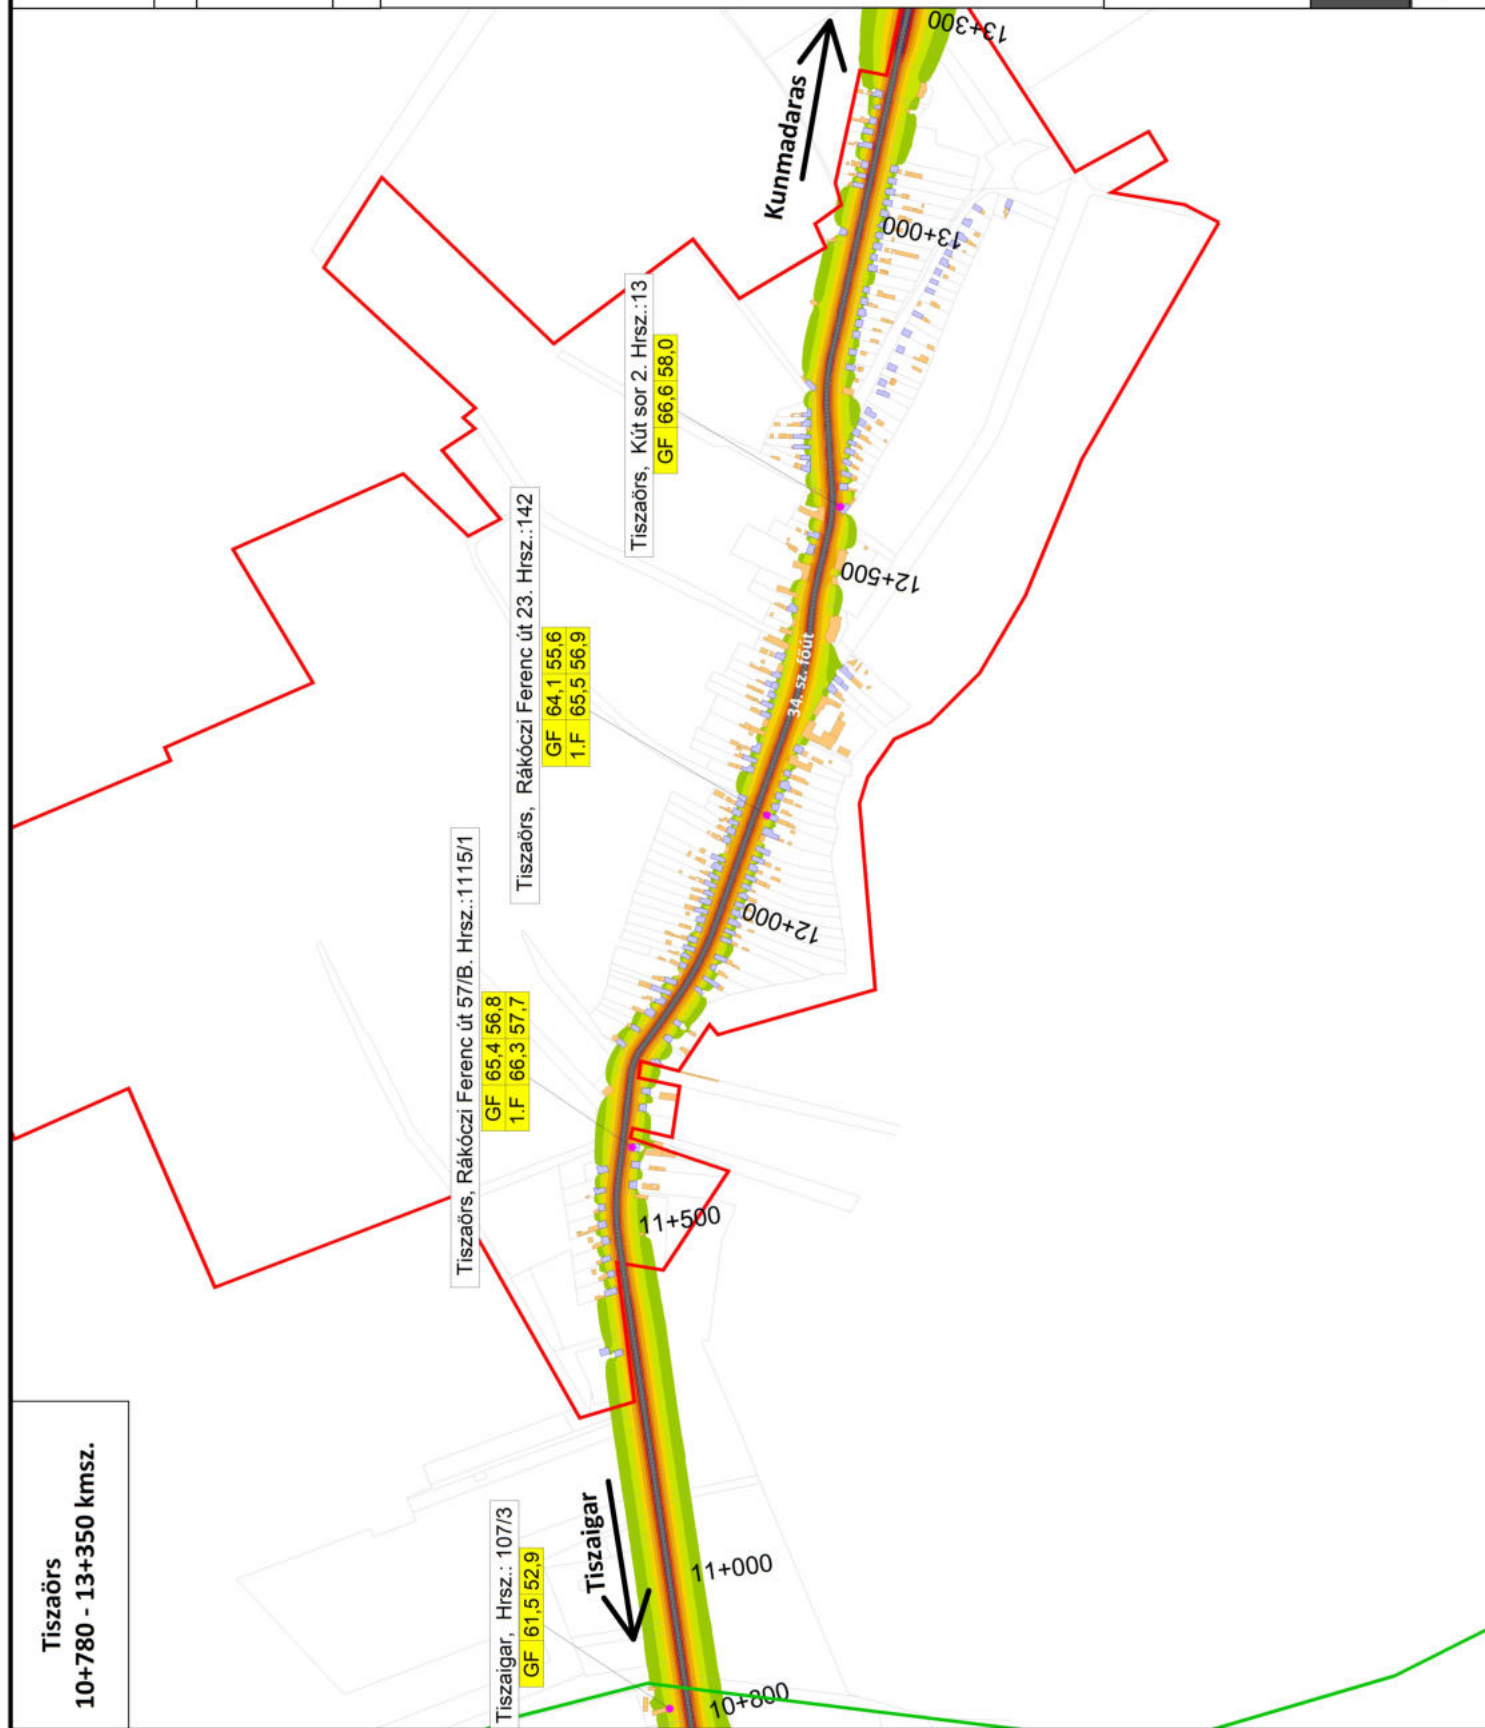 Tiszaörs
10+780 - 13+350 kmsz.
Tiszaigar, Hrsz.: 107/3
GF 61,5 52,9
Tiszaigar
10+800
11+000
Tiszaörs, Rákóczi Ferenc út 57/B. Hrsz.:1115/1
GF 65,4 56,8
1.F 66,3 57,7
11+500
Tiszaörs, Rákóczi Ferenc út 23. Hrsz.:142
GF 64,1 55,6
1.F 65,5 56,9
12+000
34. sz. főút
12+500
Tiszaörs, Kút sor 2. Hrsz.:13
GF 66,6 58,0
13+000
Kunmadaras
13+300